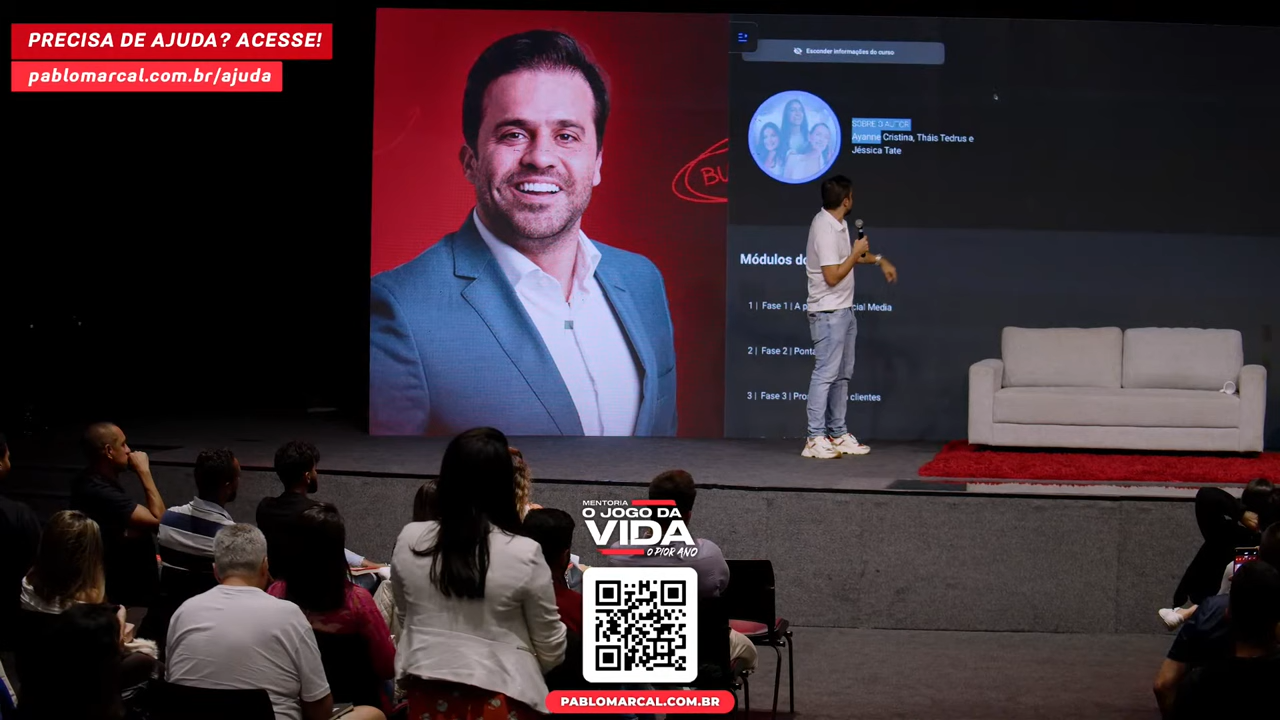 PRECISA DE AJUDA? ACESSE!
pablomarcal.com.br/ajuda
Esconder informações do curso
SOBRE O AUTOR
Ayanne Cristina, Tháis Tedrus e
Jéssica Tate
BU
Módulos do
1 | Fase 1 | A p cial Media
2 | Fase 2 | Ponta
3 | Fase 3 | Pro clientes
MENTORIA
O JOGO DA
VIDA
O PIOR ANO
PABLOMARCAL.COM.BR